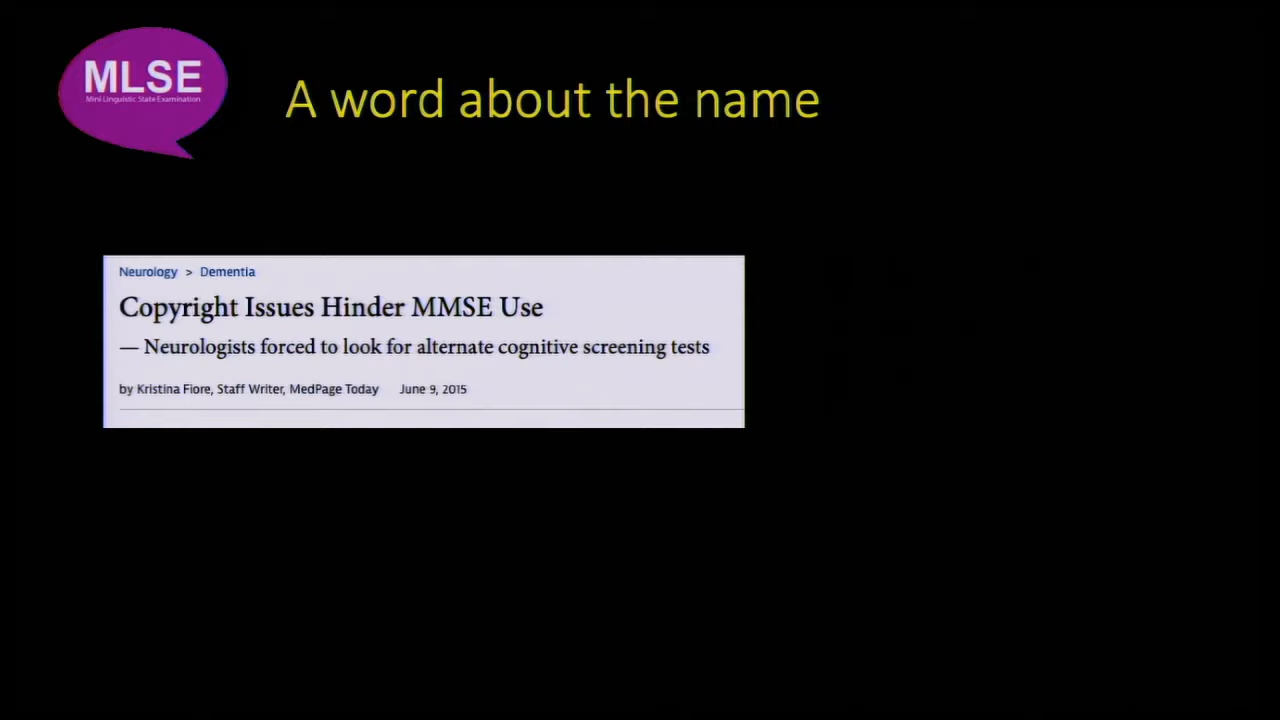 MLSE
Mini Linguistic State Examination
A word about the name
Neurology > Dementia
Copyright Issues Hinder MMSE Use
— Neurologists forced to look for alternate cognitive screening tests
by Kristina Fiore, Staff Writer, MedPage Today June 9, 2015